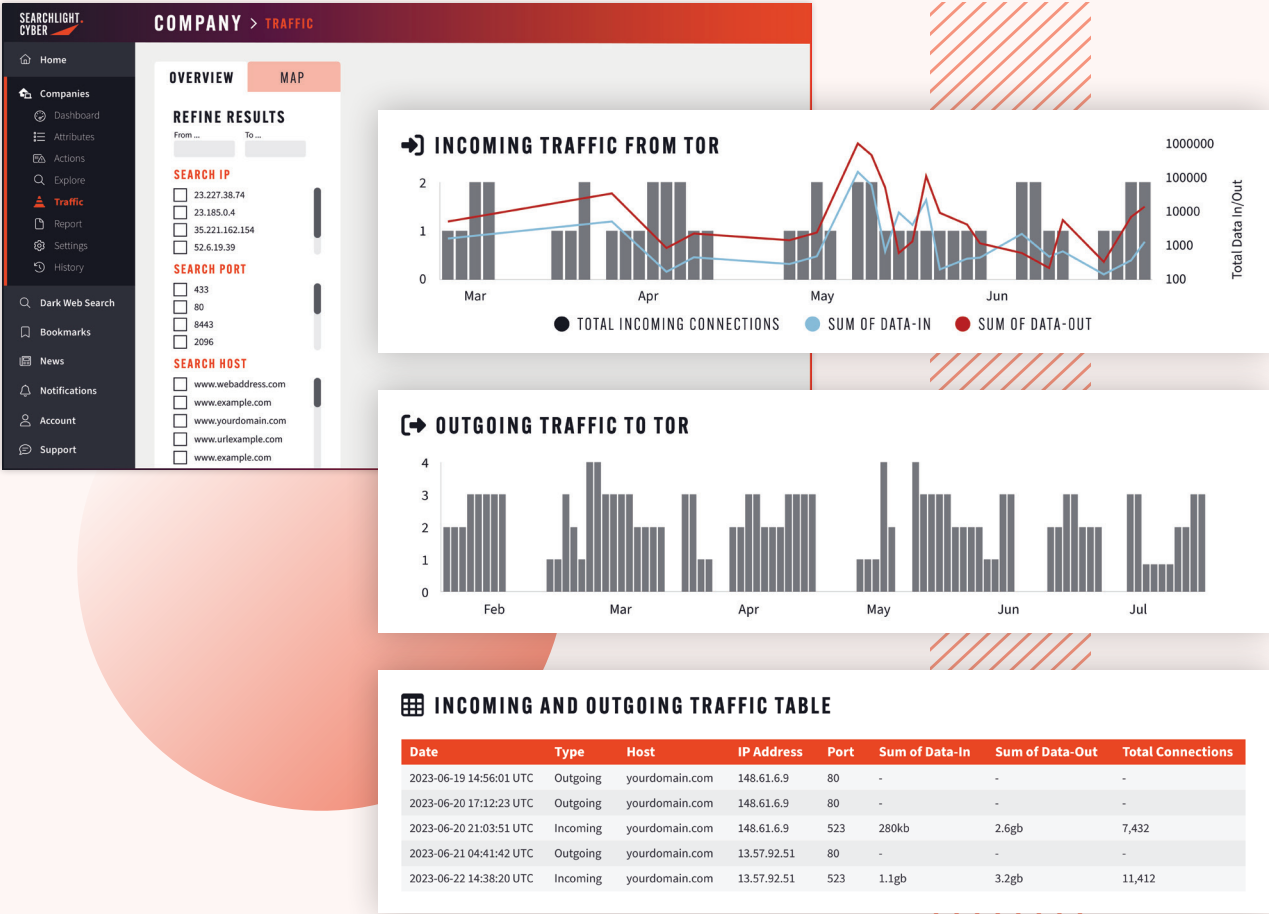 SEARCHLIGHT.
CYBER
COMPANY > TRAFFIC
Home
Companies
Dashboard
Attributes
Actions
Explore
Traffic
Report
Settings
History
Dark Web Search
Bookmarks
News
Notifications
Account
Support
OVERVIEW MAP
REFINE RESULTS
From ... To ...
SEARCH IP
23.227.38.74
23.185.0.4
35.221.162.154
52.6.19.39
SEARCH PORT
433
80
8443
2096
SEARCH HOST
www.webaddress.com
www.example.com
www.yourdomain.com
www.urlexample.com
www.example.com
INCOMING TRAFFIC FROM TOR
2
1
0
1000000
100000
10000
1000
100
Total Data In/Out
Mar Apr May Jun
TOTAL INCOMING CONNECTIONS SUM OF DATA-IN SUM OF DATA-OUT
OUTGOING TRAFFIC TO TOR
4
3
2
1
0
Feb Mar Apr May Jun Jul
INCOMING AND OUTGOING TRAFFIC TABLE
Date Type Host IP Address Port Sum of Data-In Sum of Data-Out Total Connections
2023-06-19 14:56:01 UTC Outgoing yourdomain.com 148.61.6.9 80 - - -
2023-06-20 17:12:23 UTC Outgoing yourdomain.com 148.61.6.9 80 - - -
2023-06-20 21:03:51 UTC Incoming yourdomain.com 148.61.6.9 523 280kb 2.6gb 7,432
2023-06-21 04:41:42 UTC Outgoing yourdomain.com 13.57.92.51 80 - - -
2023-06-22 14:38:20 UTC Incoming yourdomain.com 13.57.92.51 523 1.1gb 3.2gb 11,412